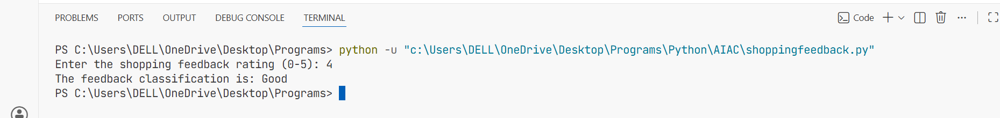 PROBLEMS PORTS OUTPUT DEBUG CONSOLE TERMINAL Code
PS C:\Users\DELL\OneDrive\Desktop\Programs> python -u "c:\Users\DELL\OneDrive\Desktop\Programs\Python\AIAC\shoppingfeedback.py"
Enter the shopping feedback rating (0-5): 4
The feedback classification is: Good
PS C:\Users\DELL\OneDrive\Desktop\Programs>